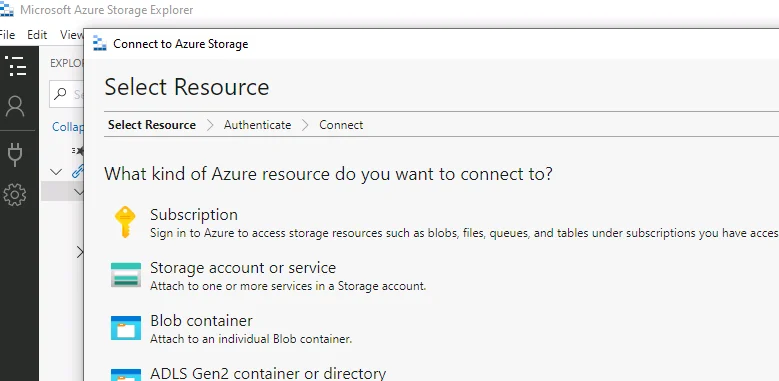 Microsoft Azure Storage Explorer
File Edit View
Connect to Azure Storage
EXPLO
Select Resource
Select Resource Authenticate Connect
Collap
What kind of Azure resource do you want to connect to?
Subscription
Sign in to Azure to access storage resources such as blobs, files, queues, and tables under subscriptions you have acces
Storage account or service
Attach to one or more services in a Storage account.
Blob container
Attach to an individual Blob container.
ADLS Gen2 container or directory